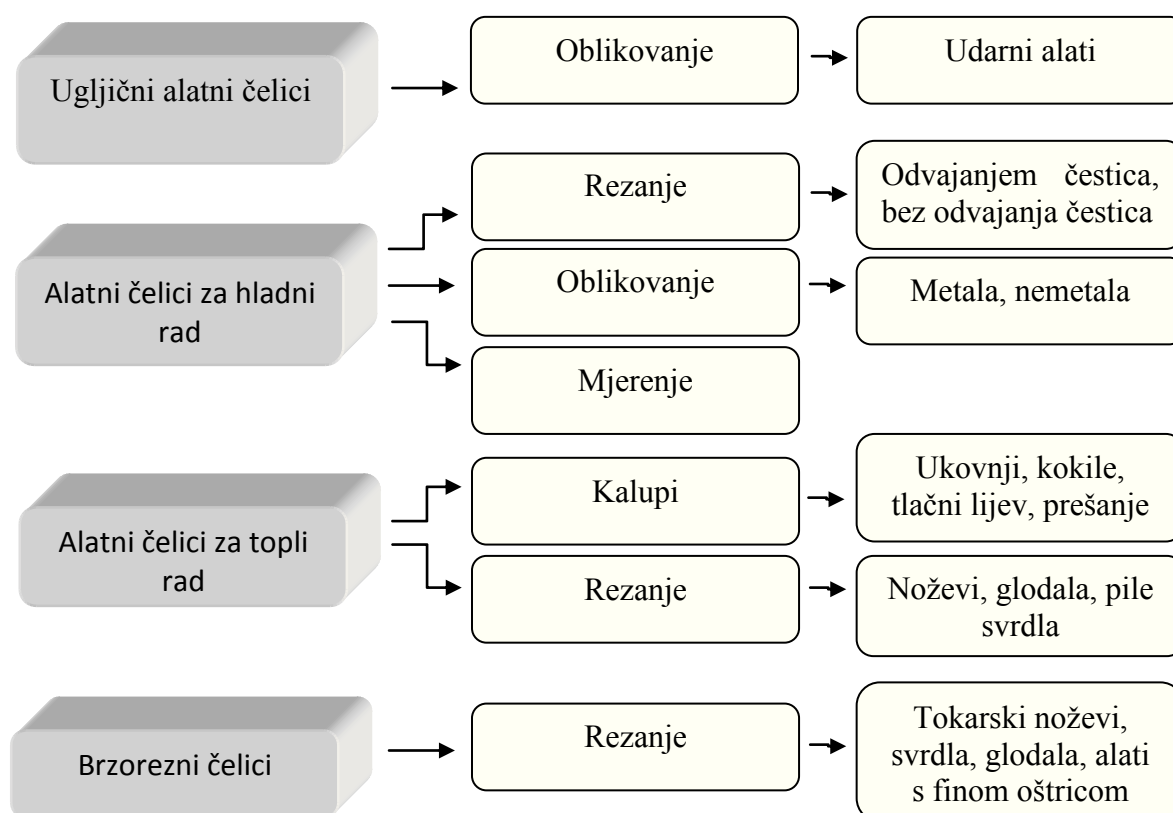 Ugljični alatni čelici
Oblikovanje
Udarni alati
Alatni čelici za hladni
rad
Rezanje
Odvajanjem čestica,
bez odvajanja čestica
Oblikovanje
Metala, nemetala
Mjerenje
Alatni čelici za topli
rad
Kalupi
Ukovnji, kokile,
tlačni lijev, prešanje
Rezanje
Noževi, glodala, pile
svrdla
Brzorezni čelici
Rezanje
Tokarski noževi,
svrdla, glodala, alati
s finom oštricom